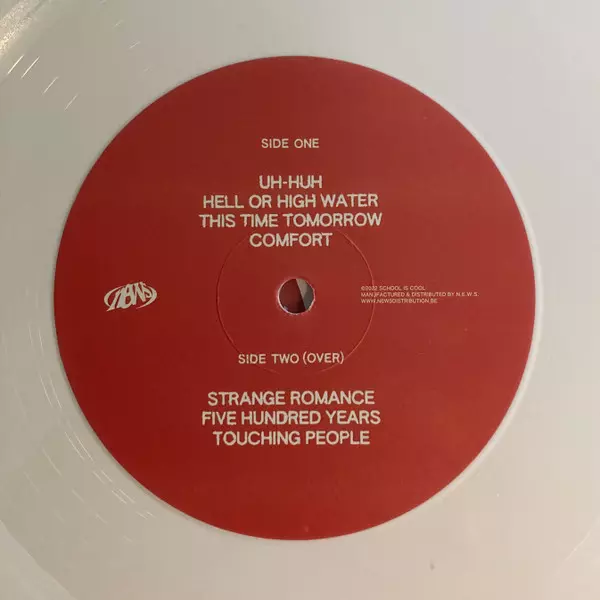 SIDE ONE
UH-HUH
HELL OR HIGH WATER
THIS TIME TOMORROW
COMFORT
©2022 SCHOOL IS COOL
MANUFACTURED & DISTRIBUTED BY N.E.W.S.
WWW.NEWSDISTRIBUTION.BE
SIDE TWO (OVER)
STRANGE ROMANCE
FIVE HUNDRED YEARS
TOUCHING PEOPLE